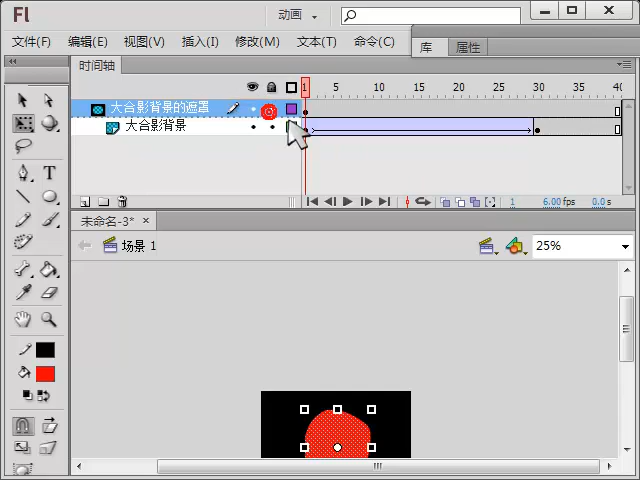 Fl
动画
文件(F) 编辑(E) 视图(V) 插入(I) 修改(M) 文本(T) 命令(C)
库 属性
时间轴
1 5 10 15 20 25 30 35 40
大合影背景的遮罩
大合影背景
1 6.00 fps 0.0 s
未命名-3* ×
场景 1
25%